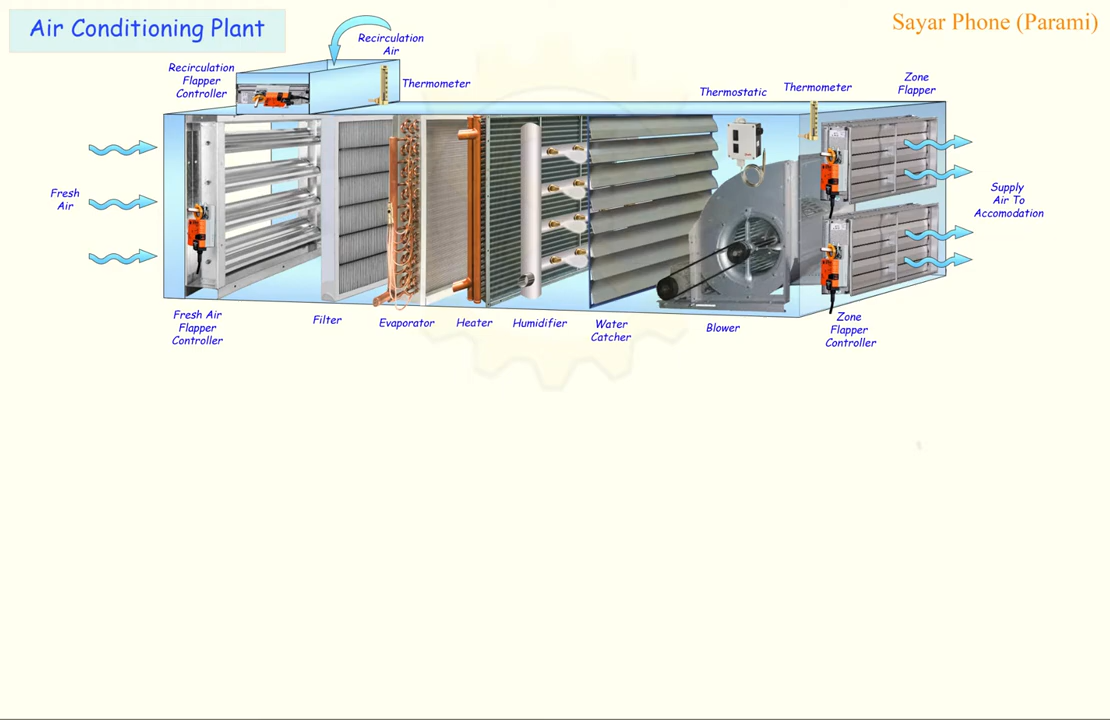 Air Conditioning Plant
Sayar Phone (Parami)
Recirculation
Air
Recirculation
Flapper
Controller
Thermometer
Thermostatic
Thermometer
Zone
Flapper
Fresh
Air
Supply
Air To
Accomodation
Fresh Air
Flapper
Controller
Filter
Evaporator
Heater
Humidifier
Water
Catcher
Blower
Zone
Flapper
Controller